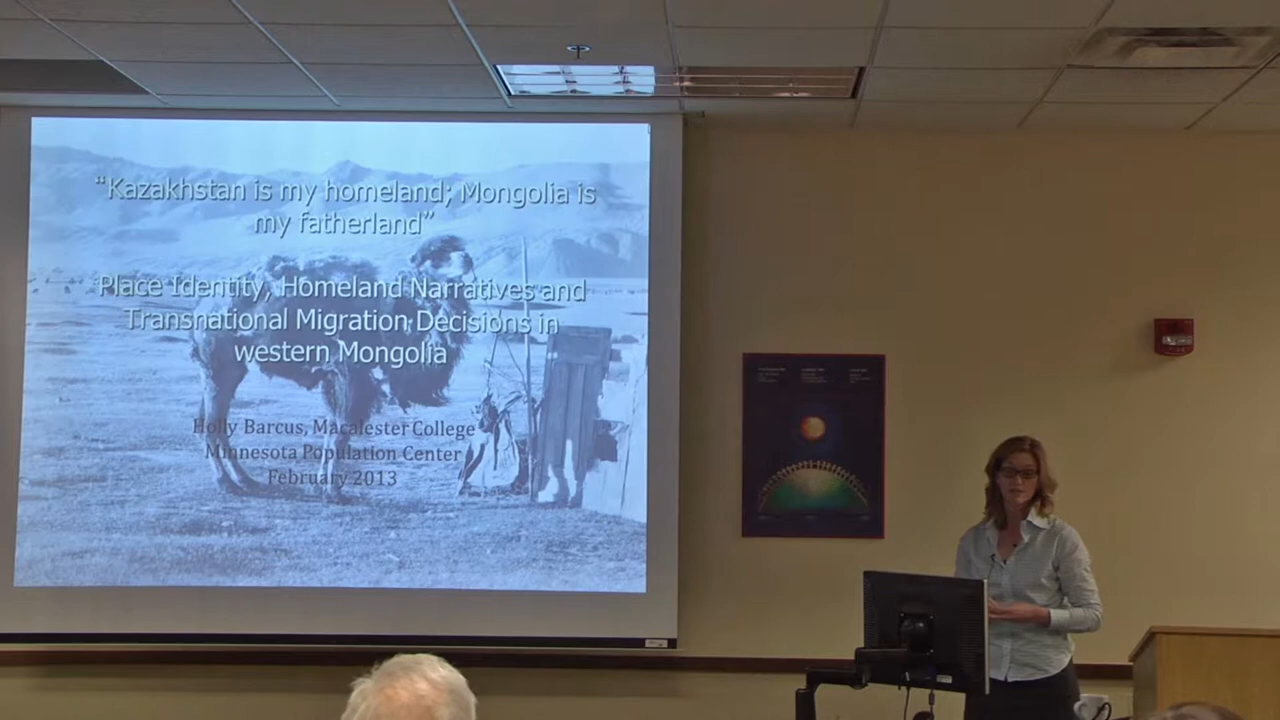 “Kazakhstan is my homeland; Mongolia is
my fatherland”
Place Identity, Homeland Narratives and
Transnational Migration Decisions in
western Mongolia
Holly Barcus, Macalester College
Minnesota Population Center
February 2013